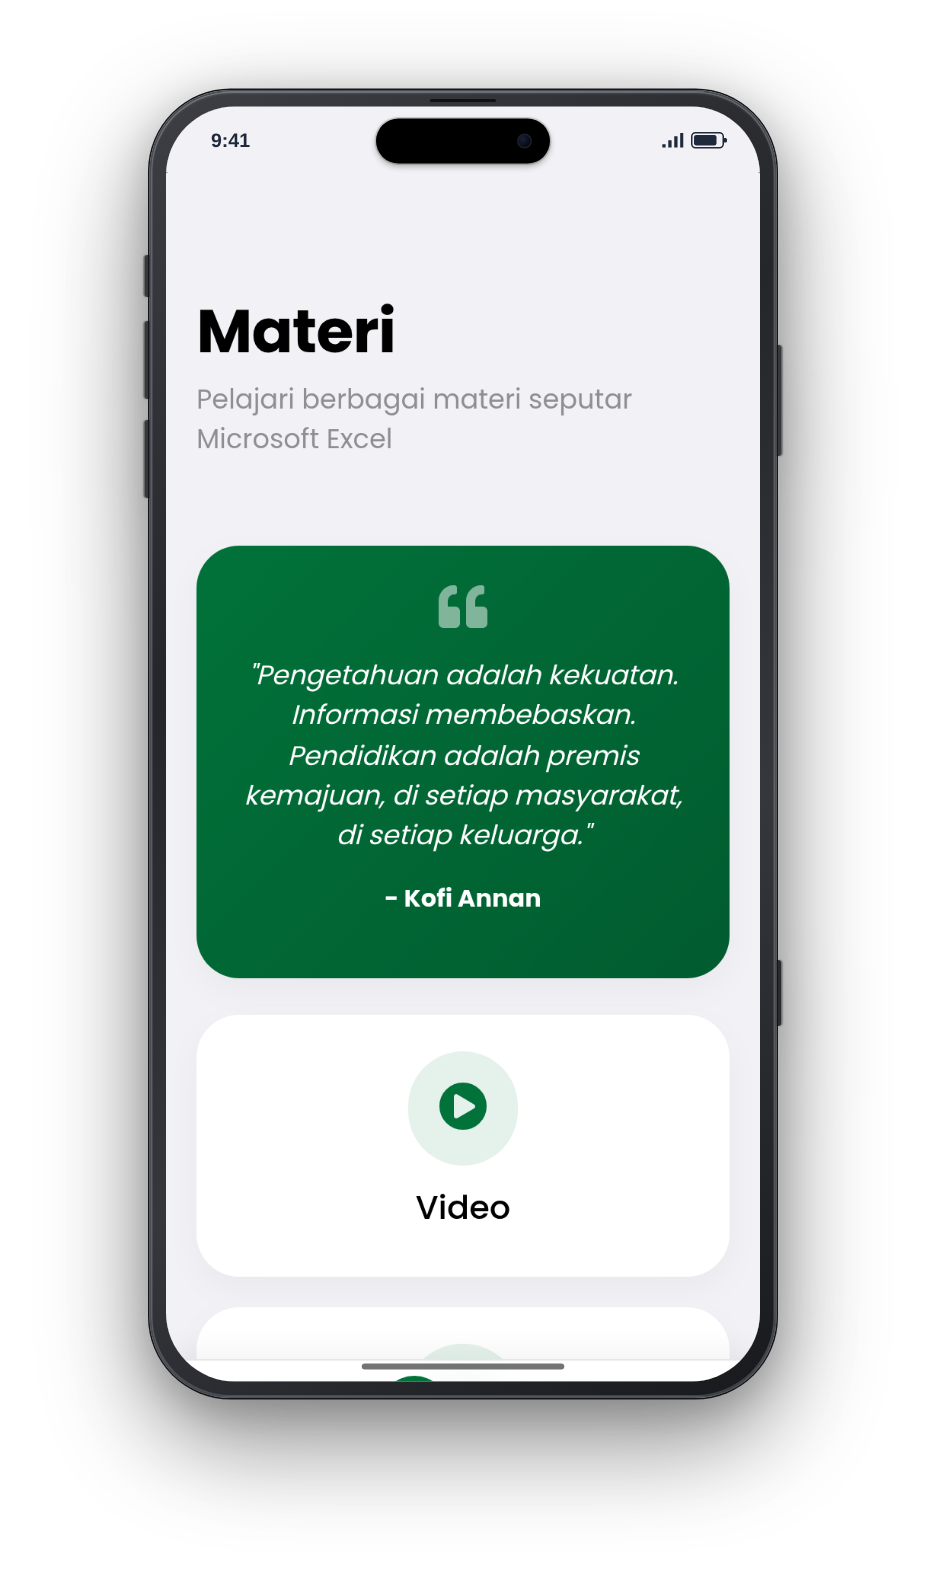 9:41
Materi
Pelajari berbagai materi seputar
Microsoft Excel
"Pengetahuan adalah kekuatan.
Informasi membebaskan.
Pendidikan adalah premis
kemajuan, di setiap masyarakat,
di setiap keluarga."
- Kofi Annan
Video